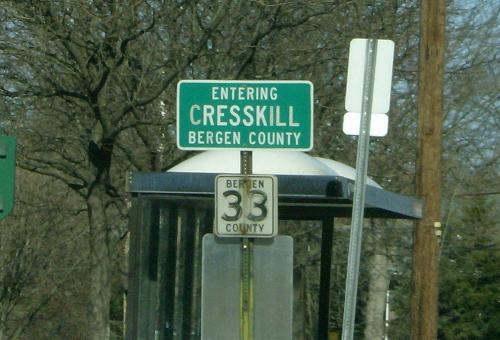 ENTERING
CRESSKILL
BERGEN COUNTY
BERGEN
33
COUNTY